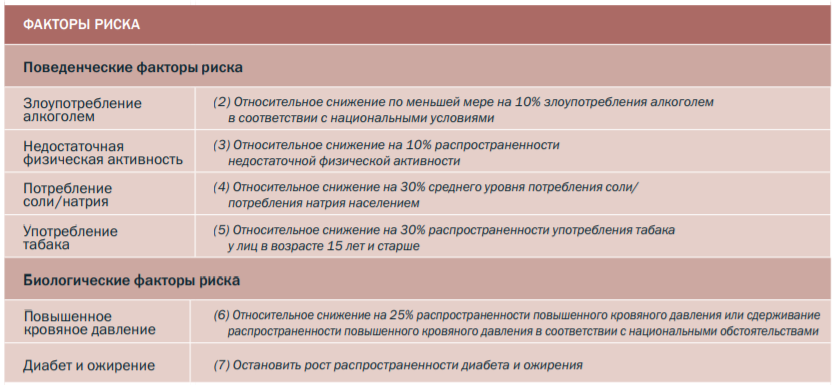 ФАКТОРЫ РИСКА
Поведенческие факторы риска
Злоупотребление
алкоголем
(2) Относительное снижение по меньшей мере на 10% злоупотребления алкоголем
в соответствии с национальными условиями
Недостаточная
физическая активность
(3) Относительное снижение на 10% распространенности
недостаточной физической активности
Потребление
соли/натрия
(4) Относительное снижение на 30% среднего уровня потребления соли/
потребления натрия населением
Употребление
табака
(5) Относительное снижение на 30% распространенности употребления табака
у лиц в возрасте 15 лет и старше
Биологические факторы риска
Повышенное
кровяное давление
(6) Относительное снижение на 25% распространенности повышенного кровяного давления или сдерживание
распространенности повышенного кровяного давления в соответствии с национальными обстоятельствами
Диабет и ожирение
(7) Остановить рост распространенности диабета и ожирения